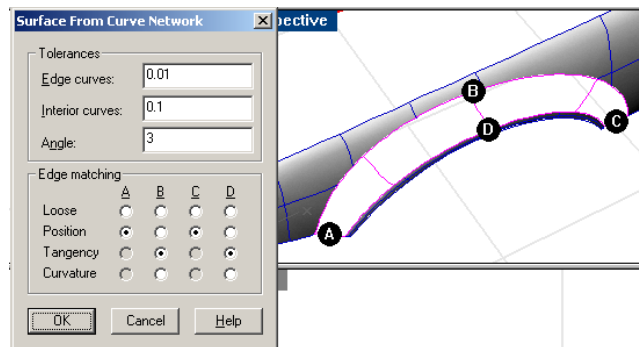 Surface From Curve Network
Tolerances
Edge curves: 0.01
Interior curves: 0.1
Angle: 3
Edge matching
A B C D
Loose
Position
Tangency
Curvature
OK Cancel Help
pective
B
D
C
A